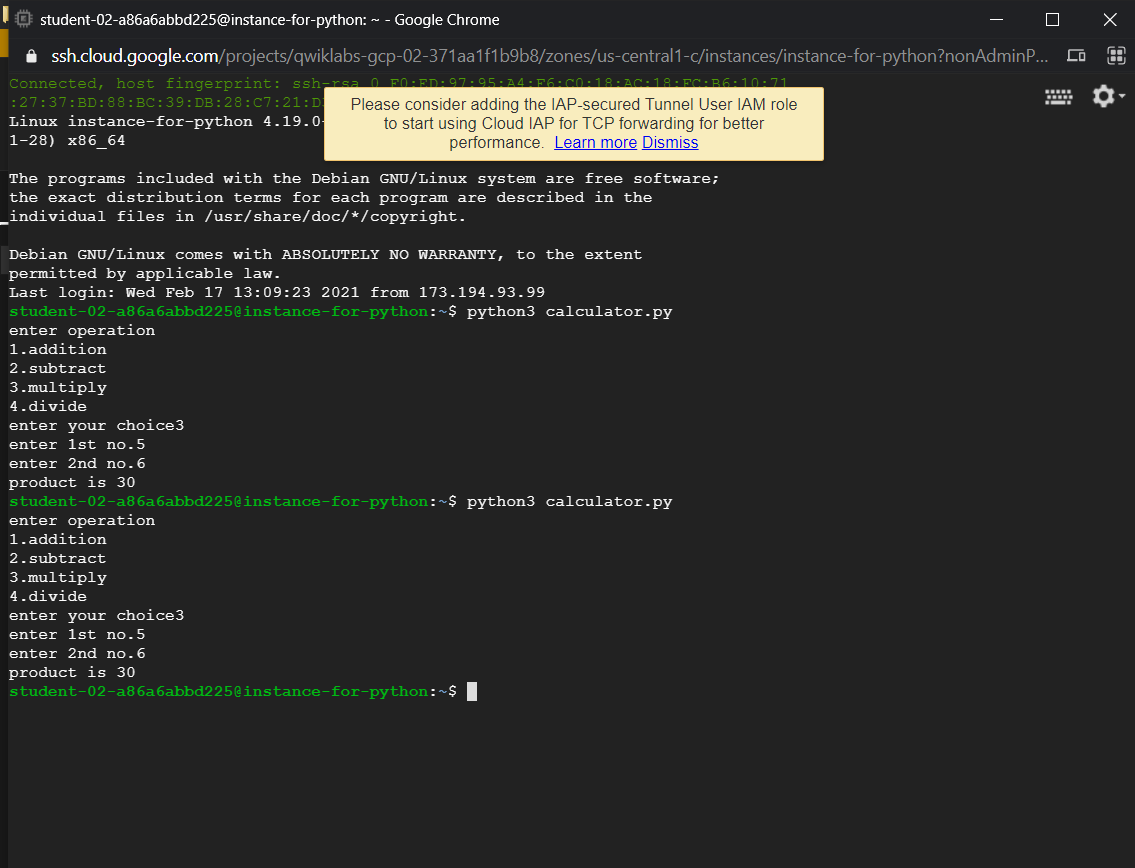 student-02-a86a6abbd225@instance-for-python: ~ - Google Chrome
ssh.cloud.google.com/projects/qwiklabs-gcp-02-371aa1f1b9b8/zones/us-central1-c/instances/instance-for-python?nonAdminP...
Connected, host fingerprint: ssh-rsa 0 F0:ED:97:95:A4:F6:C0:18:AC:18:FC:B6:10:71
:27:37:BD:88:BC:39:DB:28:C7:21:D
Please consider adding the IAP-secured Tunnel User IAM role
to start using Cloud IAP for TCP forwarding for better
performance. Learn more Dismiss
Linux instance-for-python 4.19.0-
1-28) x86_64
The programs included with the Debian GNU/Linux system are free software;
the exact distribution terms for each program are described in the
individual files in /usr/share/doc/*/copyright.
Debian GNU/Linux comes with ABSOLUTELY NO WARRANTY, to the extent
permitted by applicable law.
Last login: Wed Feb 17 13:09:23 2021 from 173.194.93.99
student-02-a86a6abbd225@instance-for-python:~$ python3 calculator.py
enter operation
1.addition
2.subtract
3.multiply
4.divide
enter your choice3
enter 1st no.5
enter 2nd no.6
product is 30
student-02-a86a6abbd225@instance-for-python:~$ python3 calculator.py
enter operation
1.addition
2.subtract
3.multiply
4.divide
enter your choice3
enter 1st no.5
enter 2nd no.6
product is 30
student-02-a86a6abbd225@instance-for-python:~$